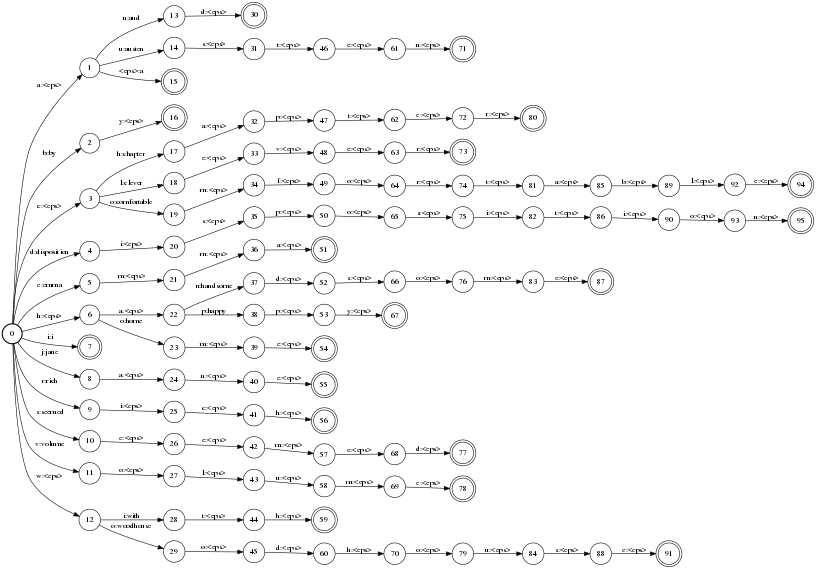 n:and 13 d:<eps> 30
a:<eps> 1 u:austen 14 s:<eps> 31 t:<eps> 46 e:<eps> 61 n:<eps> 71
<eps>:a 15
b:by 2 y:<eps> 16
h:chapter 17 a:<eps> 32 p:<eps> 47 t:<eps> 62 e:<eps> 72 r:<eps> 80
c:<eps> 3 l:clever 18 e:<eps> 33 v:<eps> 48 e:<eps> 63 r:<eps> 73
o:comfortable 19 m:<eps> 34 f:<eps> 49 o:<eps> 64 r:<eps> 74 t:<eps> 81 a:<eps> 85 b:<eps> 89 l:<eps> 92 e:<eps> 94
d:disposition 4 i:<eps> 20 s:<eps> 35 p:<eps> 50 o:<eps> 65 s:<eps> 75 i:<eps> 82 t:<eps> 86 i:<eps> 90 o:<eps> 93 n:<eps> 95
e:emma 5 m:<eps> 21 m:<eps> 36 a:<eps> 51
h:<eps> 6 a:<eps> 22 n:handsome 37 d:<eps> 52 s:<eps> 66 o:<eps> 76 m:<eps> 83 e:<eps> 87
p:happy 38 p:<eps> 53 y:<eps> 67
o:home 23 m:<eps> 39 e:<eps> 54
0 i:i 7
j:jane 8 a:<eps> 24 n:<eps> 40 e:<eps> 55
r:rich 9 i:<eps> 25 c:<eps> 41 h:<eps> 56
s:seemed 10 e:<eps> 26 e:<eps> 42 m:<eps> 57 e:<eps> 68 d:<eps> 77
v:volume 11 o:<eps> 27 l:<eps> 43 u:<eps> 58 m:<eps> 69 e:<eps> 78
w:<eps> 12 i:with 28 t:<eps> 44 h:<eps> 59
o:woodhouse 29 o:<eps> 45 d:<eps> 60 h:<eps> 70 o:<eps> 79 u:<eps> 84 s:<eps> 88 e:<eps> 91